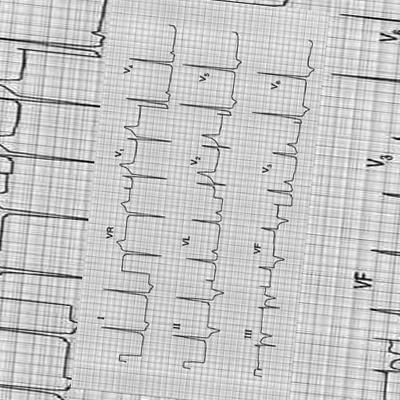 I VR V₁ V₄
II VL V₂ V₅
III VF V₃ V₆
VF V₃ V₆